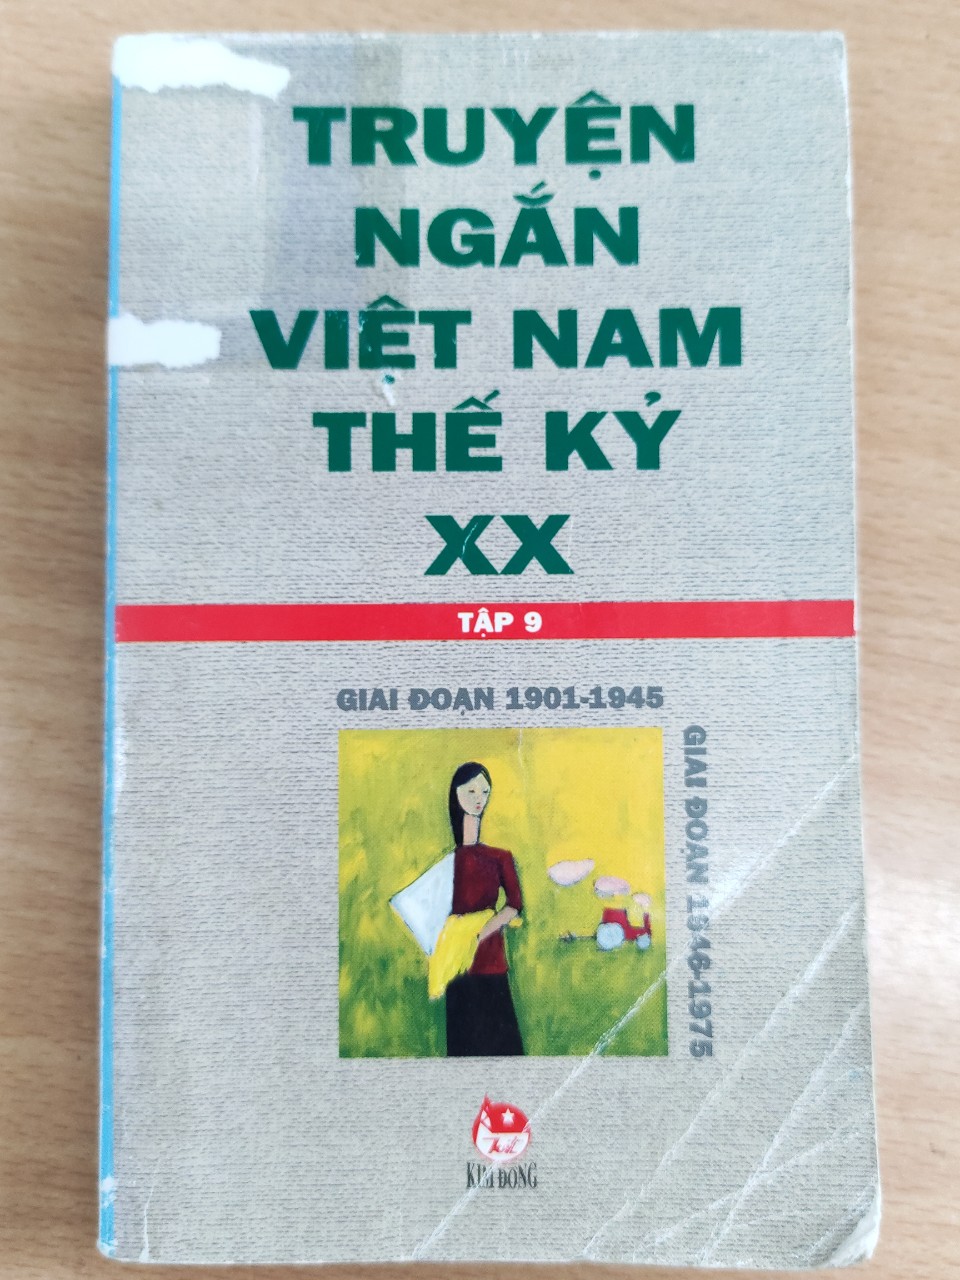 TRUYỆN
NGẮN
VIỆT NAM
THẾ KỶ
XX
TẬP 9
GIAI ĐOẠN 1901-1945
GIAI ĐOẠN 1946-1975
KIM ĐỒNG